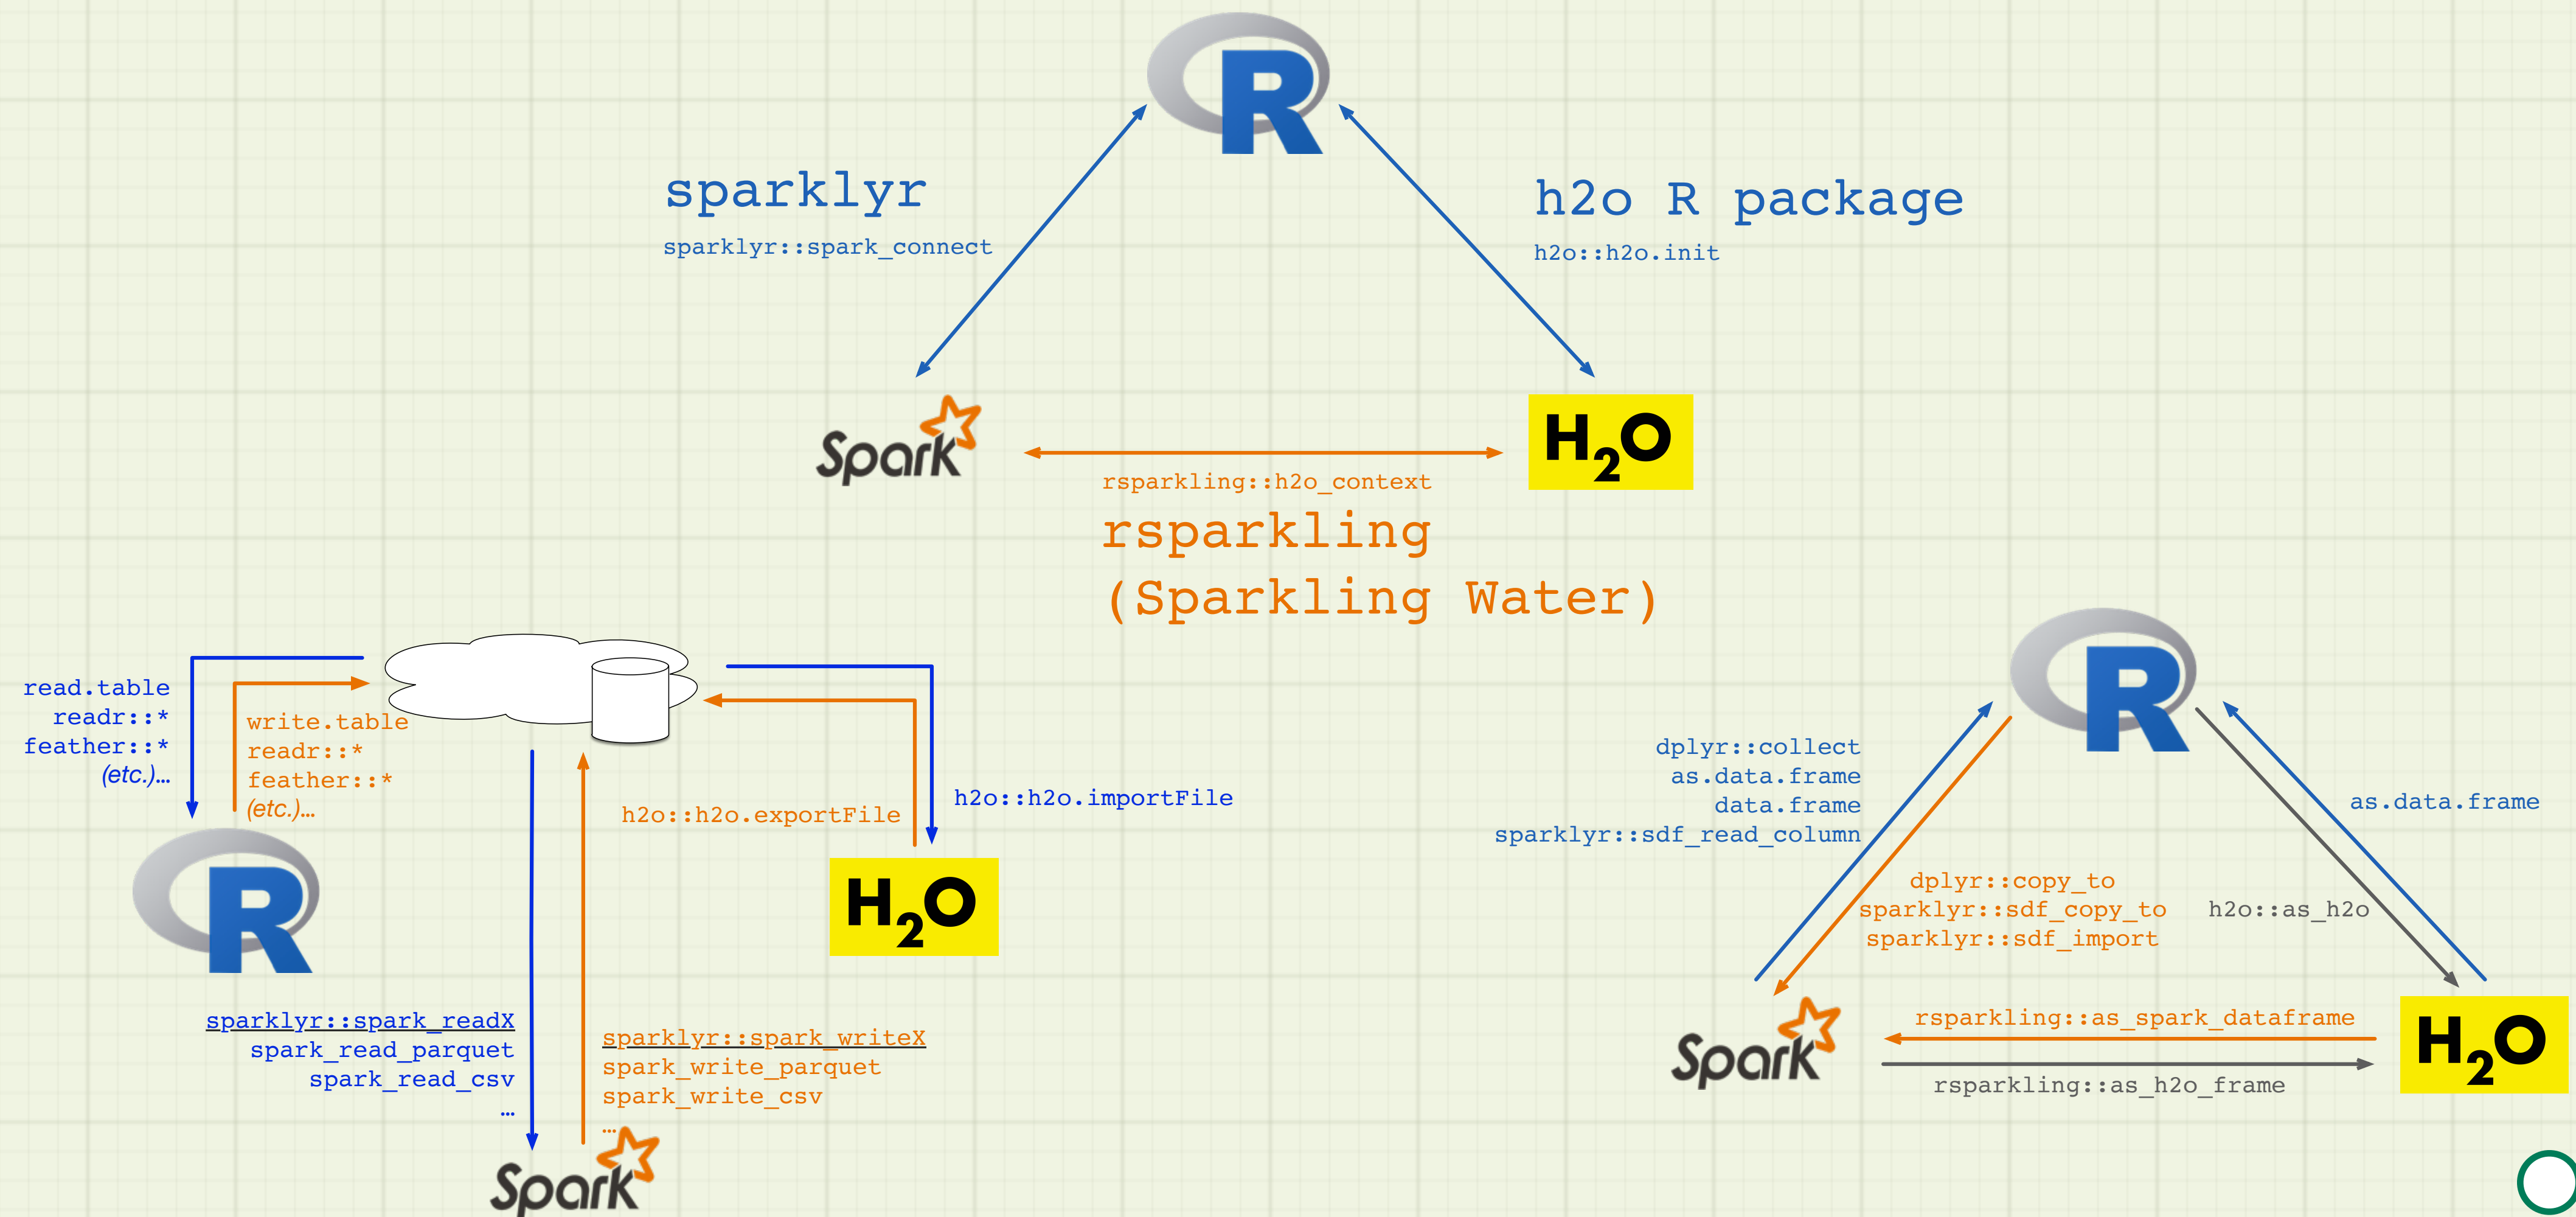 R
sparklyr
sparklyr::spark_connect
h2o R package
h2o::h2o.init
Spark
H2O
rsparkling::h2o_context
rsparkling
(Sparkling Water)
read.table
readr::*
feather::*
(etc.)…
write.table
readr::*
feather::*
(etc.)…
h2o::h2o.exportFile
h2o::h2o.importFile
R
H2O
sparklyr::spark_readX
spark_read_parquet
spark_read_csv
…
sparklyr::spark_writeX
spark_write_parquet
spark_write_csv
…
Spark
R
dplyr::collect
as.data.frame
data.frame
sparklyr::sdf_read_column
as.data.frame
dplyr::copy_to
sparklyr::sdf_copy_to
sparklyr::sdf_import
h2o::as_h2o
rsparkling::as_spark_dataframe
Spark
H2O
rsparkling::as_h2o_frame